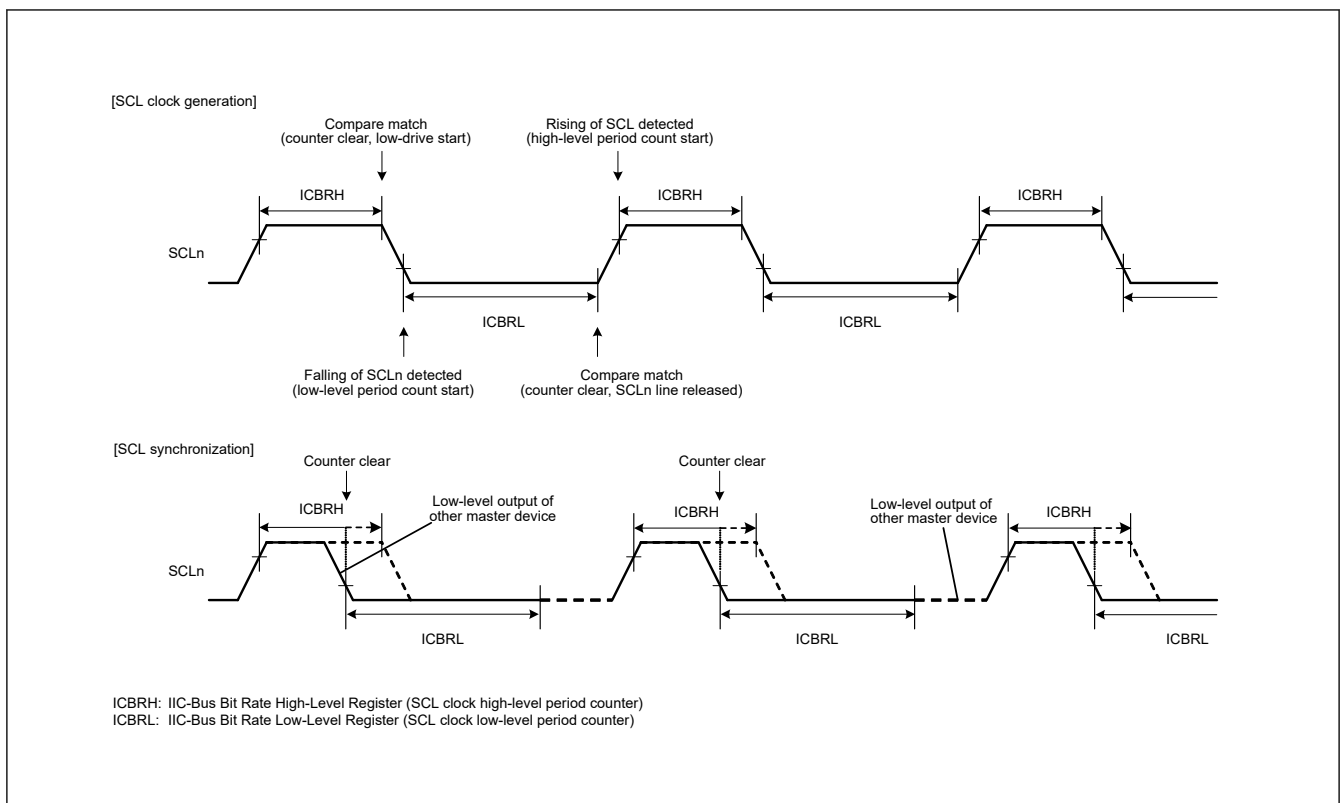 [SCL clock generation]
Compare match
(counter clear, low-drive start)
Rising of SCL detected
(high-level period count start)
ICBRH
ICBRH
ICBRH
SCLn
ICBRL
ICBRL
Falling of SCLn detected
(low-level period count start)
Compare match
(counter clear, SCLn line released)
[SCL synchronization]
Counter clear
Counter clear
ICBRH
Low-level output of
other master device
ICBRH
Low-level output of
other master device
ICBRH
SCLn
ICBRL
ICBRL
ICBRL
ICBRH: IIC-Bus Bit Rate High-Level Register (SCL clock high-level period counter)
ICBRL: IIC-Bus Bit Rate Low-Level Register (SCL clock low-level period counter)